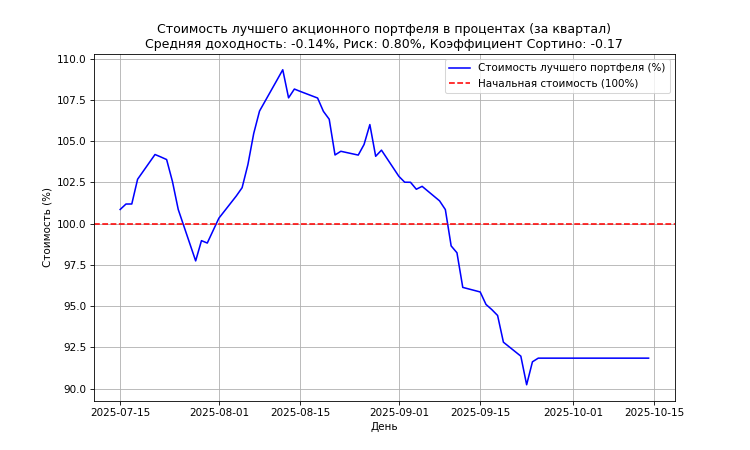 Стоимость лучшего акционного портфеля в процентах (за квартал)
Средняя доходность: -0.14%, Риск: 0.80%, Коэффициент Сортино: -0.17
Стоимость лучшего портфеля (%)
Начальная стоимость (100%)
Стоимость (%)
110.0
107.5
105.0
102.5
100.0
97.5
95.0
92.5
90.0
2025-07-15
2025-08-01
2025-08-15
2025-09-01
2025-09-15
2025-10-01
2025-10-15
День